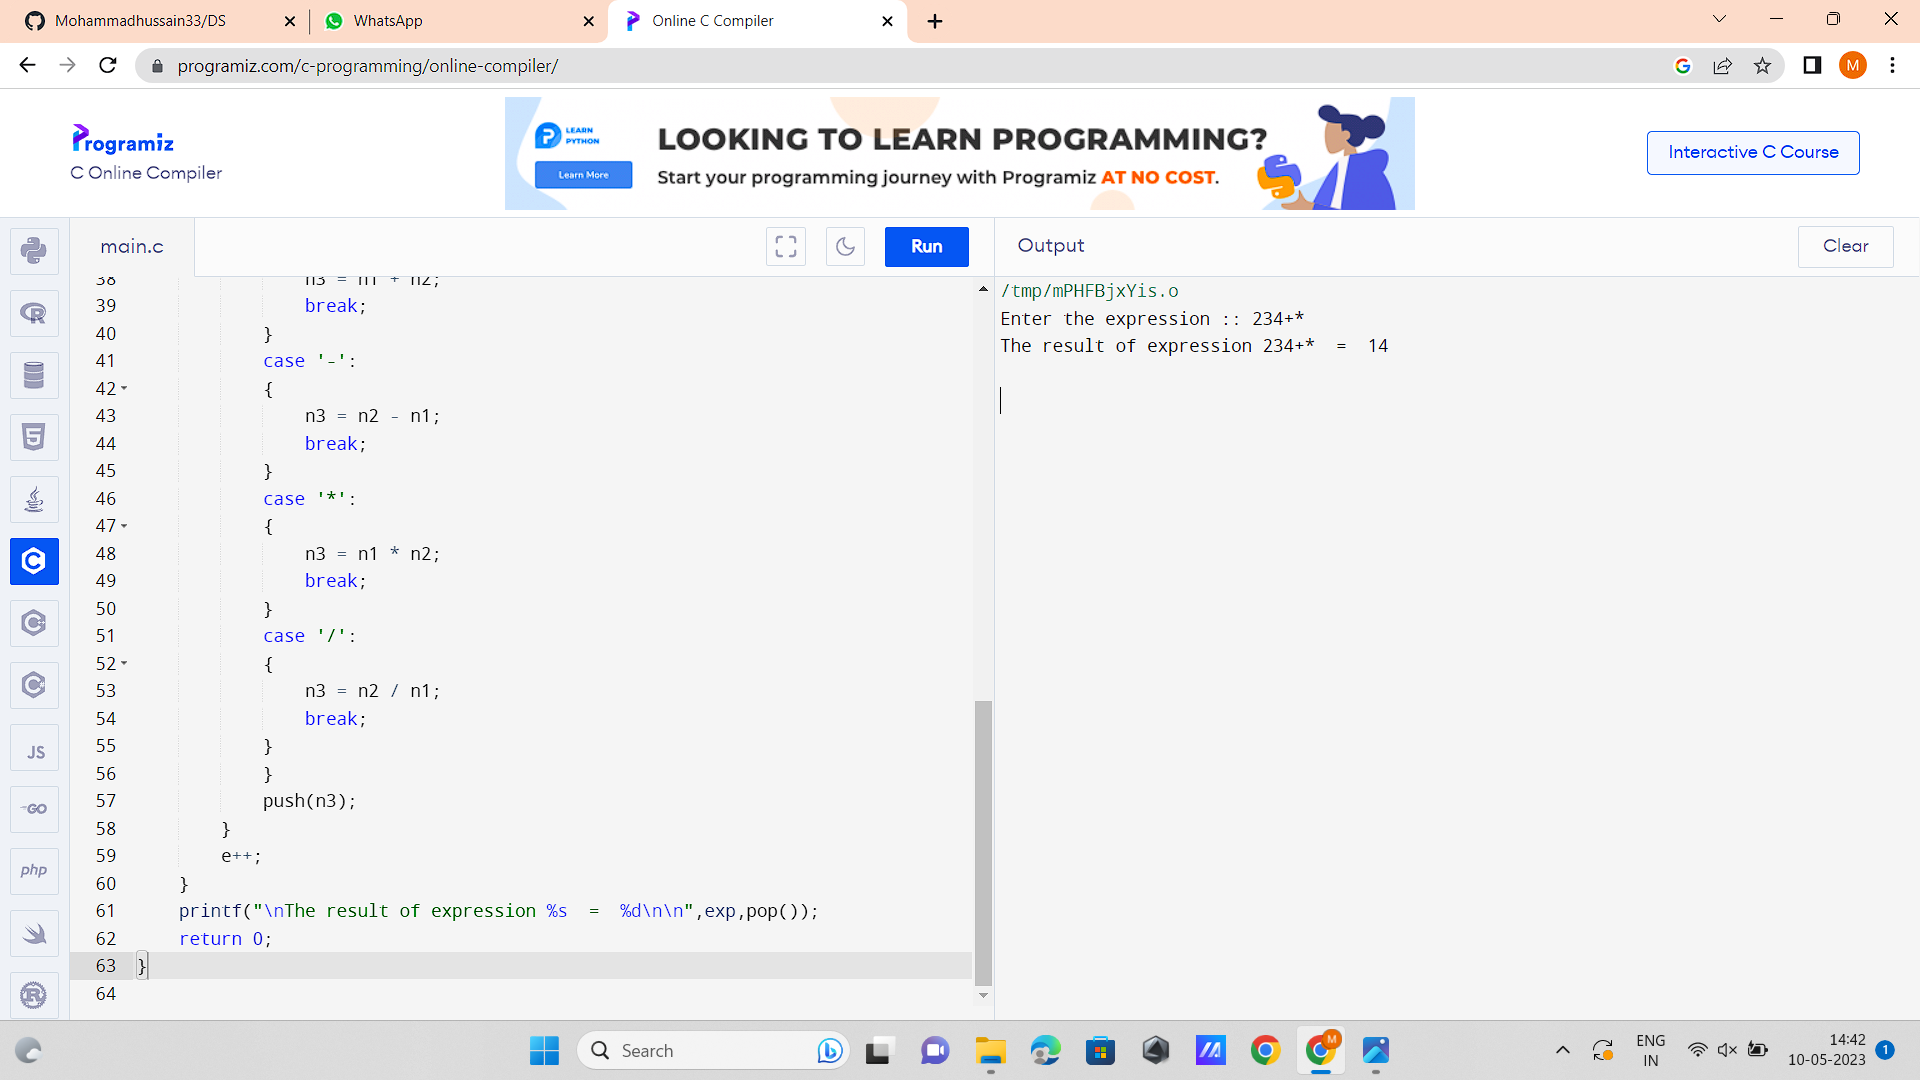 Mohammadhussain33/DS
WhatsApp
Online C Compiler
programiz.com/c-programming/online-compiler/
M
Programiz
C Online Compiler
LEARN
PYTHON
Learn More
LOOKING TO LEARN PROGRAMMING?
Start your programming journey with Programiz AT NO COST.
Interactive C Course
main.c
Run
Output
Clear
38 n3 = n1 + n2;
39 break;
40 }
41 case '-':
42 {
43 n3 = n2 - n1;
44 break;
45 }
46 case '*':
47 {
48 n3 = n1 * n2;
49 break;
50 }
51 case '/':
52 {
53 n3 = n2 / n1;
54 break;
55 }
56 }
57 push(n3);
58 }
59 e++;
60 }
61 printf("\nThe result of expression %s  =  %d\n\n",exp,pop());
62 return 0;
63 }
64
/tmp/mPHFBjxYis.o
Enter the expression :: 234+*
The result of expression 234+*  =  14
JS
GO
php
Search
M
ENG
IN
14:42
10-05-2023
1